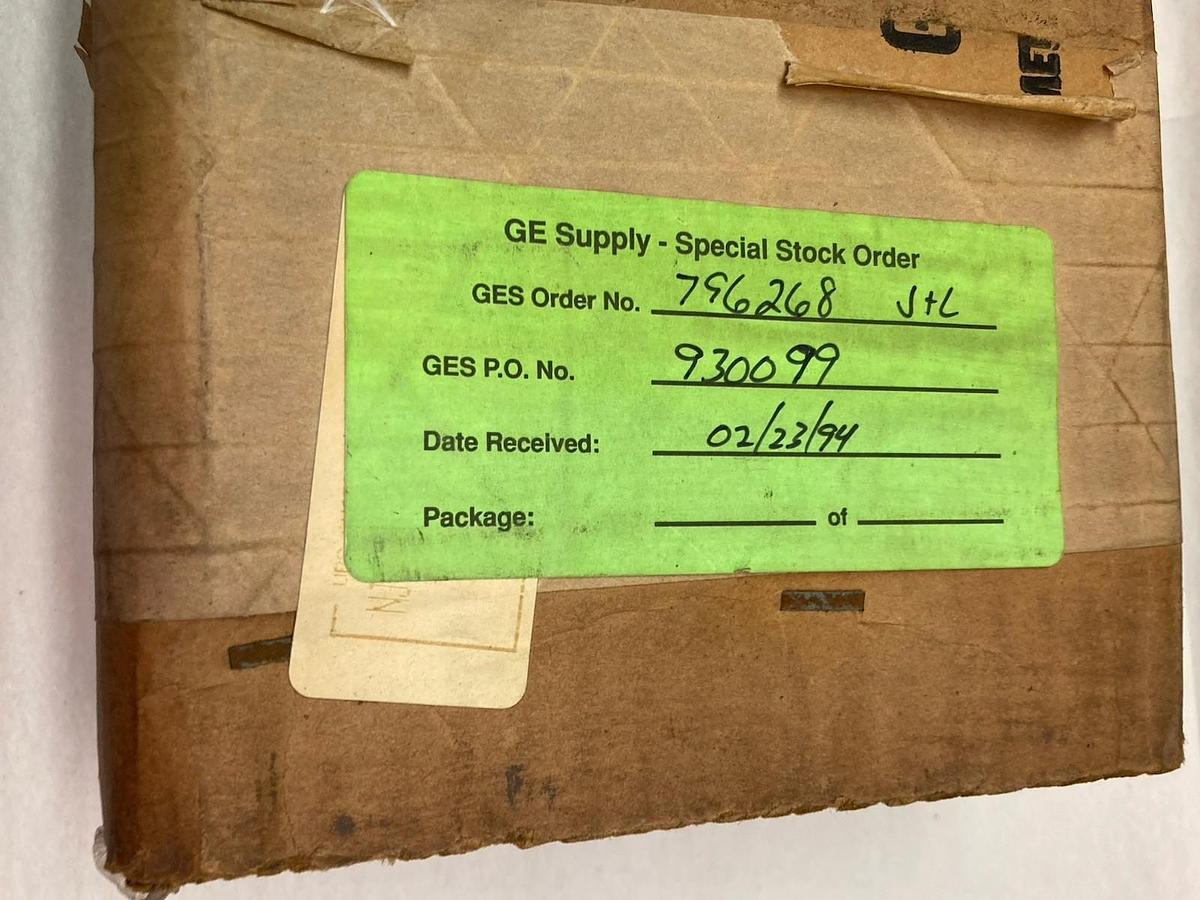 GE Supply - Special Stock Order
GES Order No. 796268 J+L
GES P.O. No. 930099
Date Received: 02/23/94
Package: of